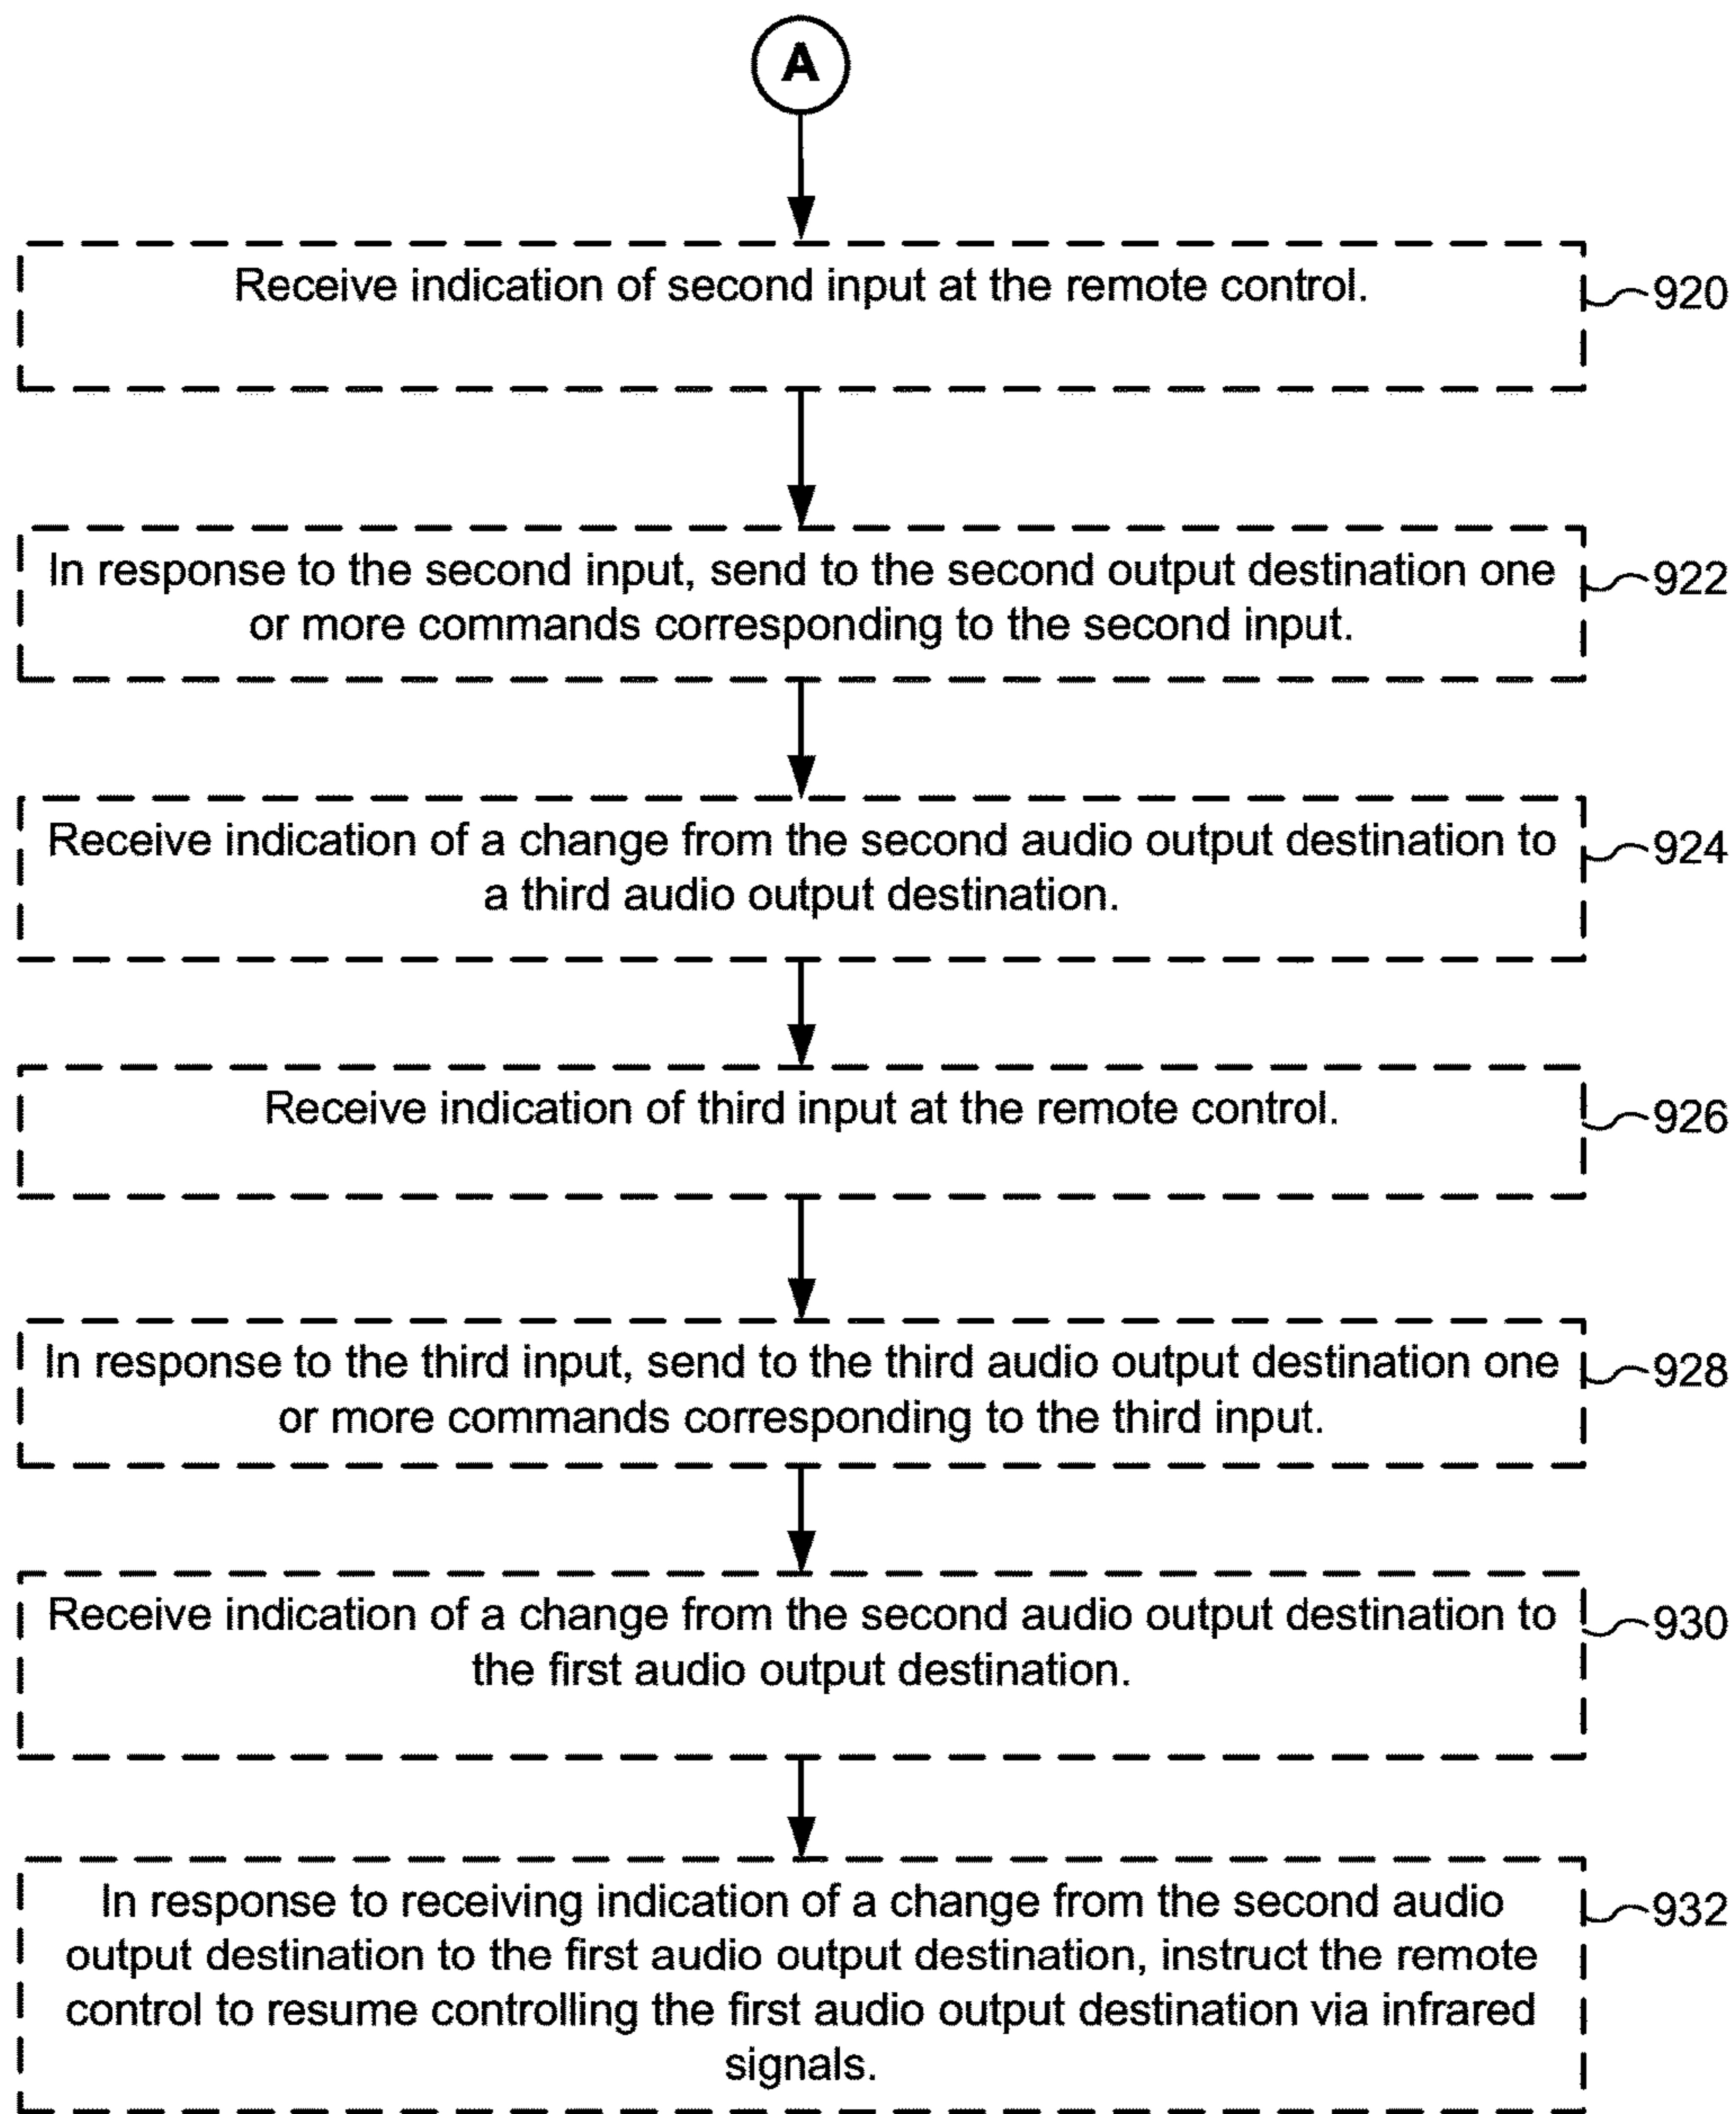 A
Receive indication of second input at the remote control.
920
In response to the second input, send to the second output destination one
or more commands corresponding to the second input.
922
Receive indication of a change from the second audio output destination to
a third audio output destination.
924
Receive indication of third input at the remote control.
926
In response to the third input, send to the third audio output destination one
or more commands corresponding to the third input.
928
Receive indication of a change from the second audio output destination to
the first audio output destination.
930
In response to receiving indication of a change from the second audio
output destination to the first audio output destination, instruct the remote
control to resume controlling the first audio output destination via infrared
signals.
932